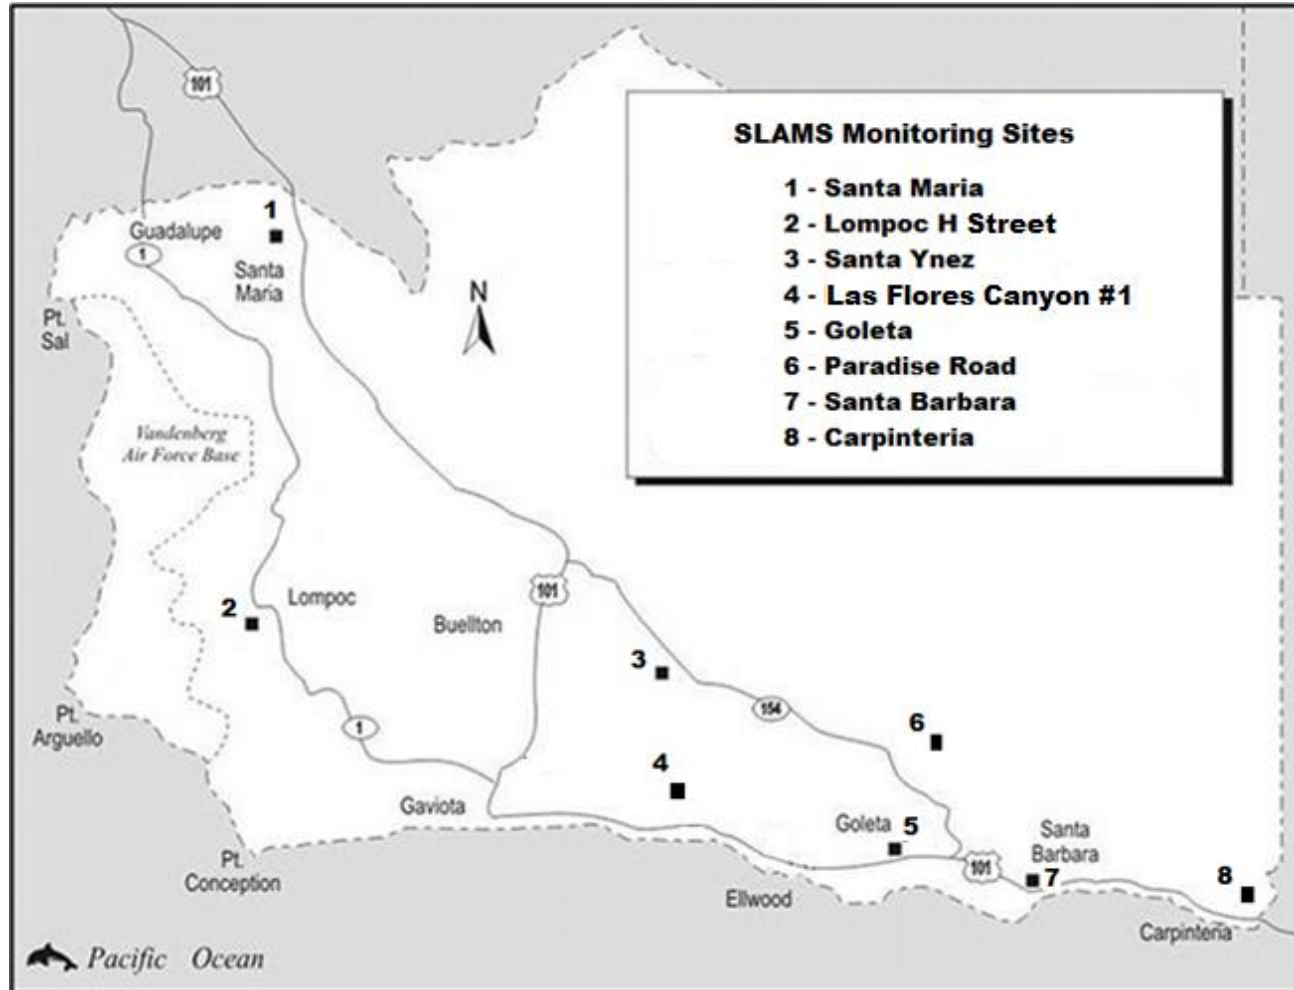 101
SLAMS Monitoring Sites
1 - Santa Maria
2 - Lompoc H Street
3 - Santa Ynez
4 - Las Flores Canyon #1
5 - Goleta
6 - Paradise Road
7 - Santa Barbara
8 - Carpinteria
1
Guadalupe
1
Santa
Maria
N
Pt.
Sal
Vandenberg
Air Force Base
101
Lompoc
2
Buellton
3
Pt.
Arguello
154
6
1
4
Gaviota
Goleta
5
Santa
Barbara
101
7
8
Pt.
Conception
Ellwood
Carpinteria
Pacific Ocean